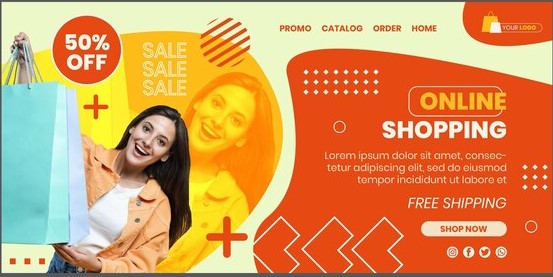 50%
OFF
SALE
SALE
SALE
PROMO CATALOG ORDER HOME
YOUR LOGO
ONLINE
SHOPPING
Lorem ipsum dolor sit amet, consec-
tetur adipiscing elit, sed do eiusmod
tempor incididunt ut labore et
FREE SHIPPING
SHOP NOW